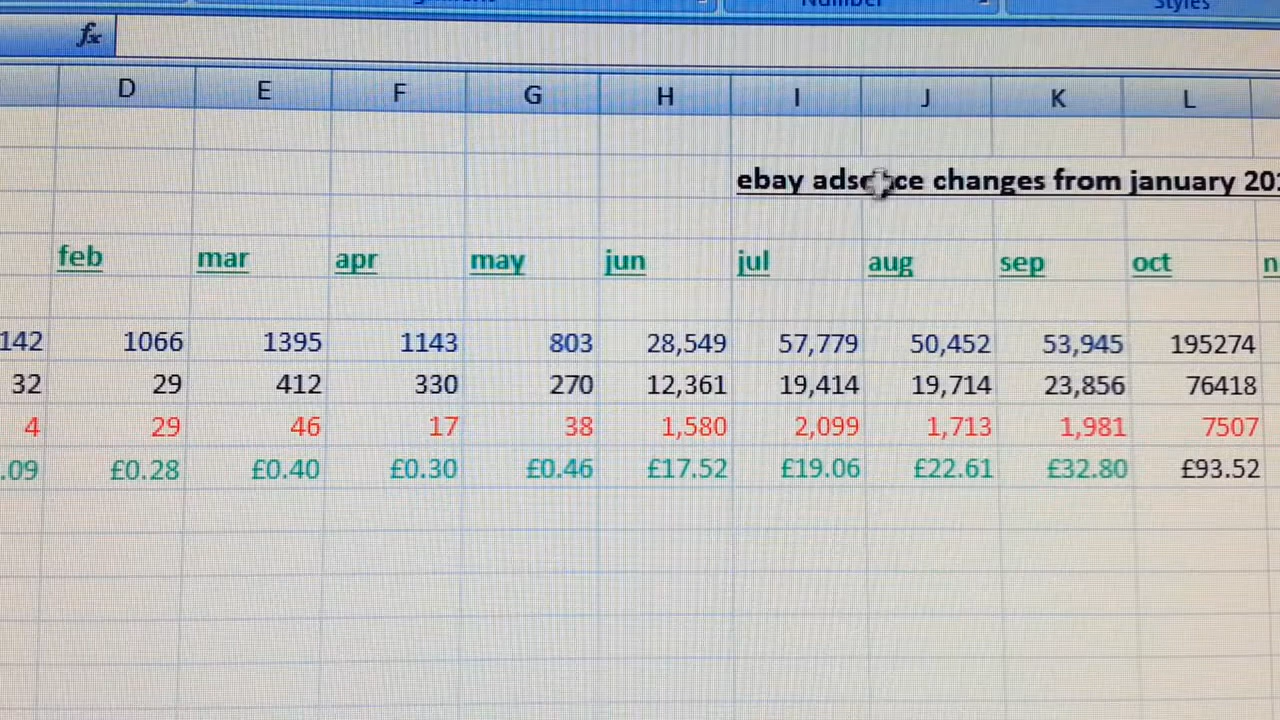 Number Styles
fx
D E F G H I J K L
ebay changes from january
feb mar apr may jun jul aug sep oct
142 1066 1395 1143 803 28,549 57,779 50,452 53,945 195274
32 29 412 330 270 12,361 19,414 19,714 23,856 76418
4 29 46 17 38 1,580 2,099 1,713 1,981 7507
.09 £0.28 £0.40 £0.30 £0.46 £17.52 £19.06 £22.61 £32.80 £93.52